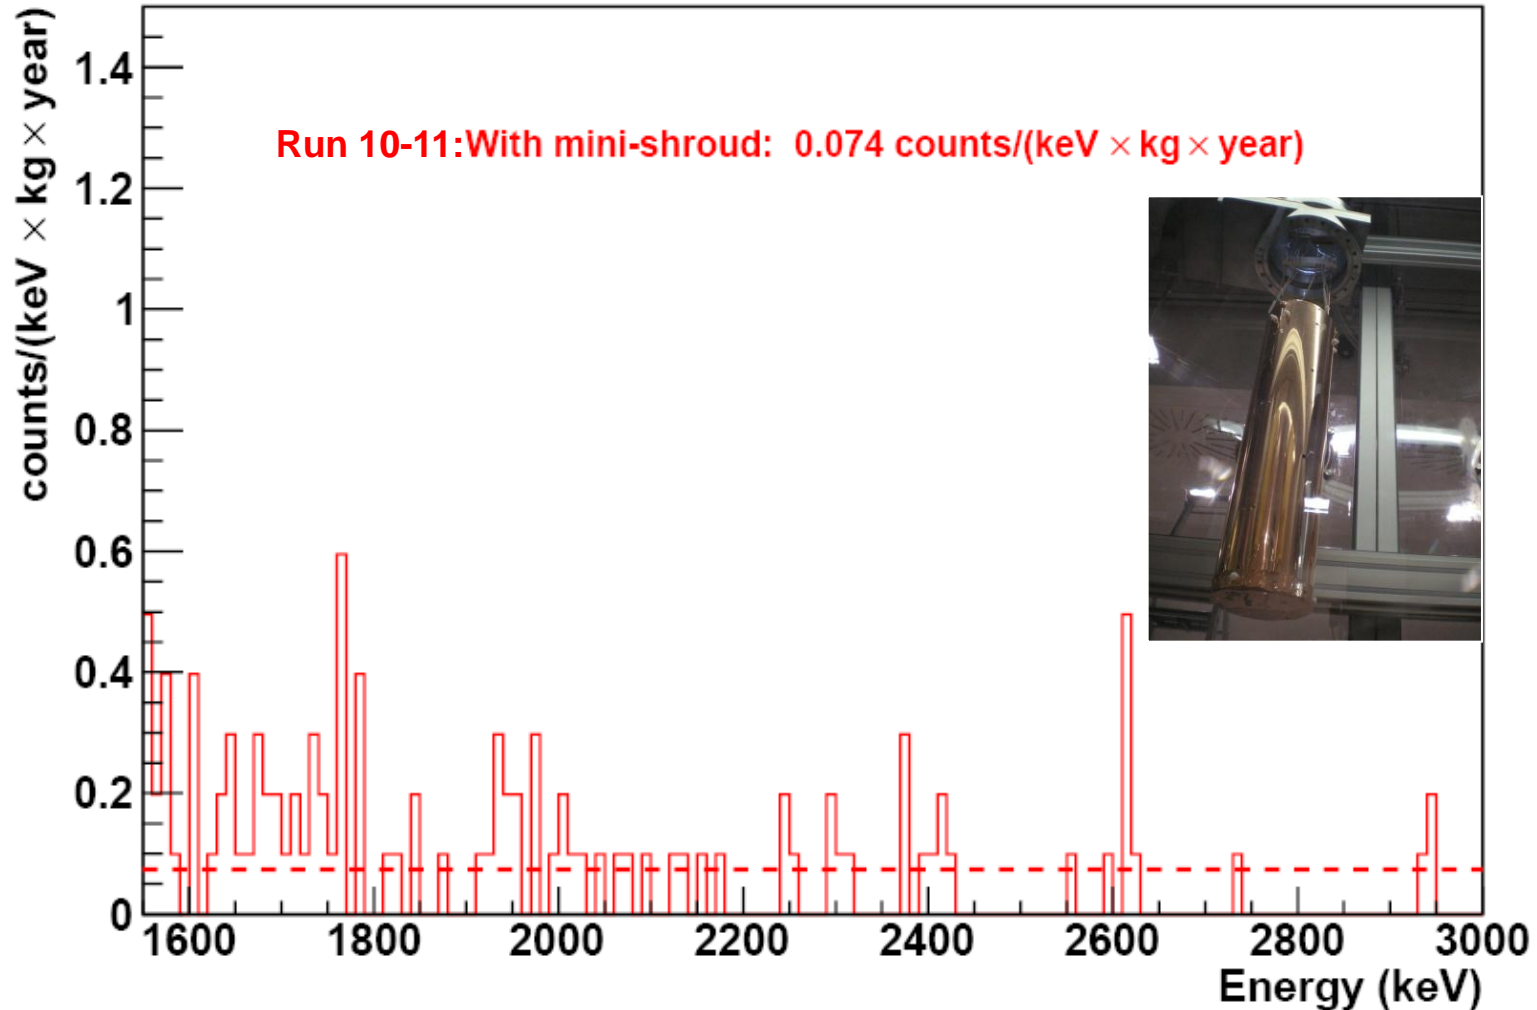 counts/(keV × kg × year)
1.4
1.2
1
0.8
0.6
0.4
0.2
0
Run 10-11:With mini-shroud: 0.074 counts/(keV × kg × year)
1600 1800 2000 2200 2400 2600 2800 3000
Energy (keV)